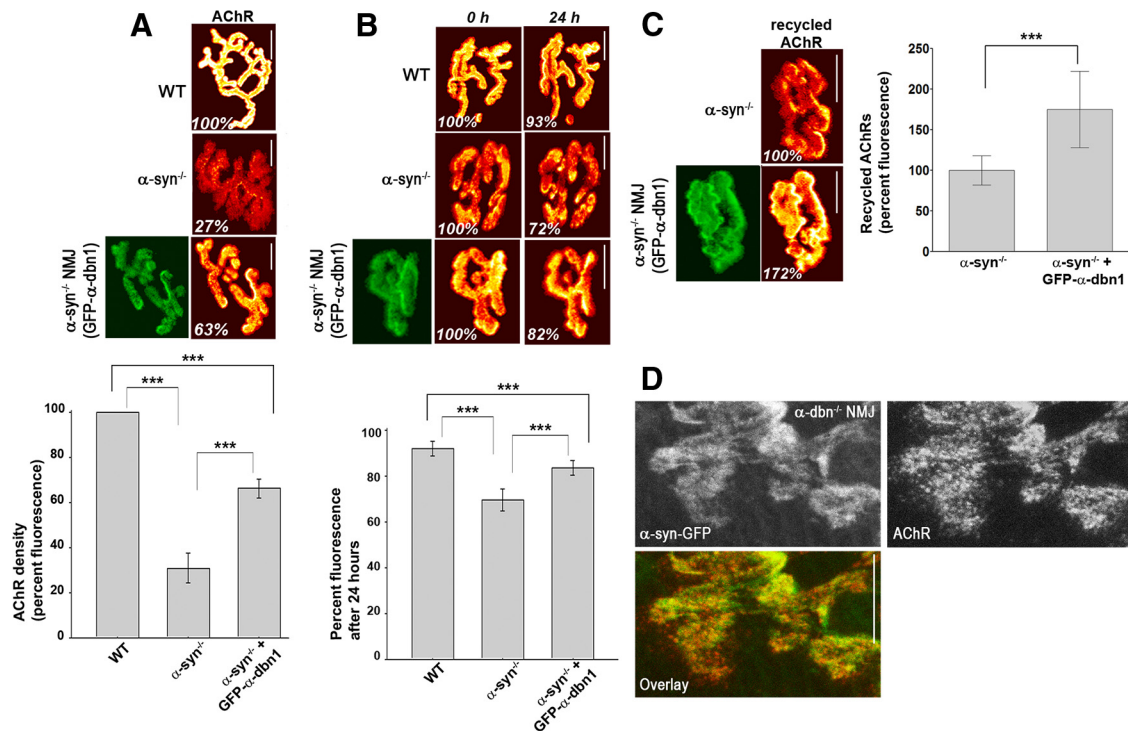 A
AChR
WT
100%
α-syn⁻/⁻
27%
α-syn⁻/⁻ NMJ
(GFP-α-dbn1)
63%
***
***
***
AChR density
(percent fluorescence)
100
80
60
40
20
0
WT
α-syn⁻/⁻
α-syn⁻/⁻ +
GFP-α-dbn1
B
0 h
24 h
WT
100%
93%
α-syn⁻/⁻
100%
72%
α-syn⁻/⁻ NMJ
(GFP-α-dbn1)
100%
82%
***
***
***
Percent fluorescence
after 24 hours
100
80
60
40
20
0
WT
α-syn⁻/⁻
α-syn⁻/⁻ +
GFP-α-dbn1
C
recycled
AChR
α-syn⁻/⁻
100%
α-syn⁻/⁻ NMJ
(GFP-α-dbn1)
172%
***
Recycled AChRs
(percent fluorescence)
250
200
150
100
50
0
α-syn⁻/⁻
α-syn⁻/⁻ +
GFP-α-dbn1
D
α-dbn⁻/⁻ NMJ
α-syn-GFP
AChR
Overlay